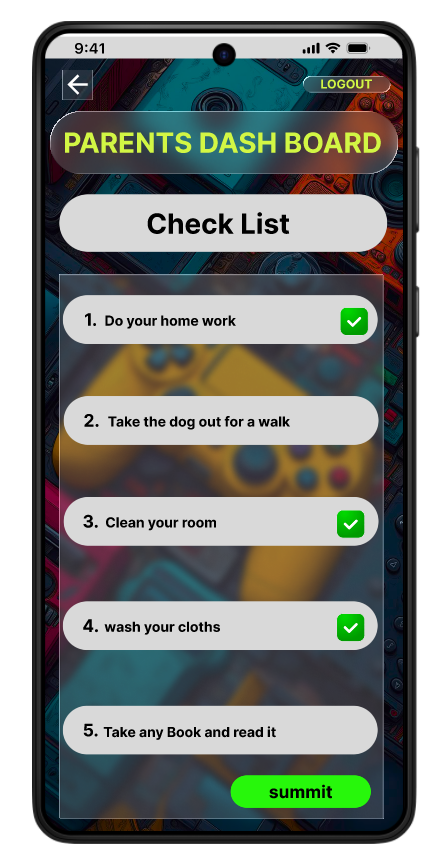 9:41
LOGOUT
PARENTS DASH BOARD
Check List
1. Do your home work
2. Take the dog out for a walk
3. Clean your room
4. wash your cloths
5. Take any Book and read it
summit